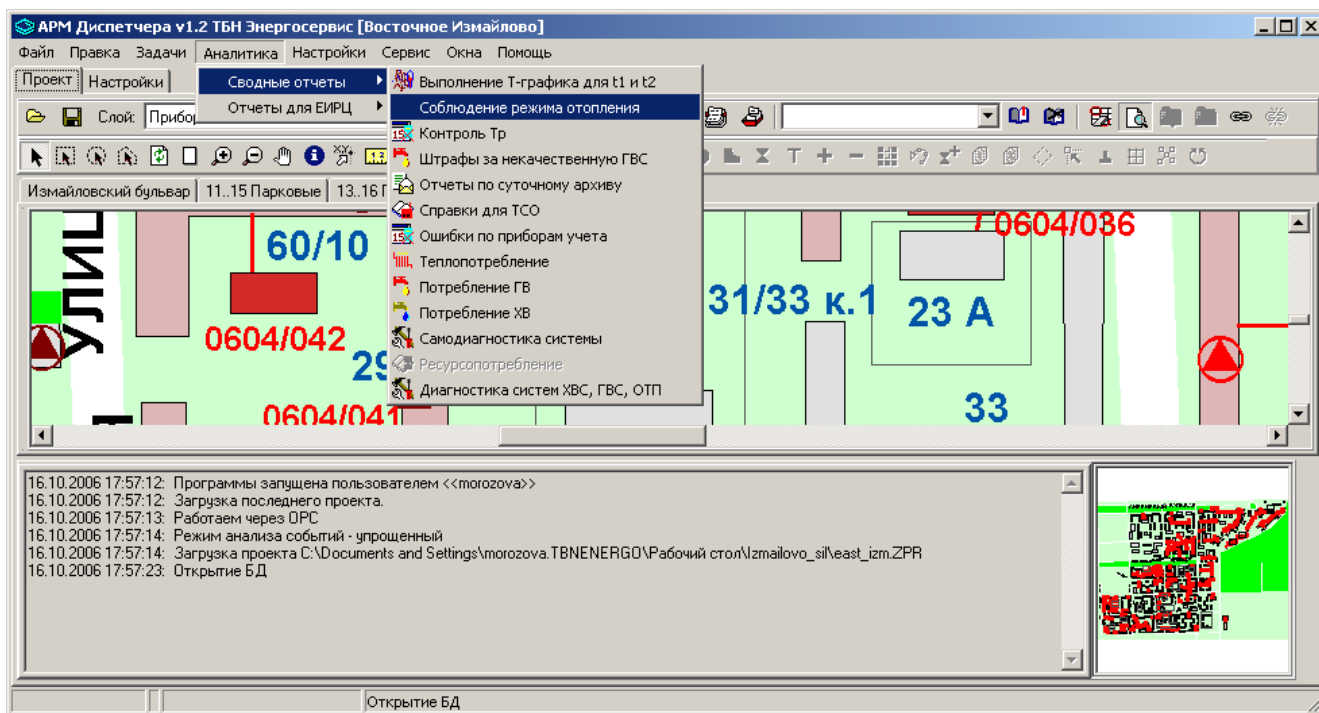 АРМ Диспетчера v1.2 ТБН Энергосервис [Восточное Измайлово]
Файл Правка Задачи Аналитика Настройки Сервис Окна Помощь
Проект Настройки
Сводные отчеты
Отчеты для ЕИРЦ
Слой:
Выполнение Т-графика для t1 и t2
Соблюдение режима отопления
Контроль Тр
Штрафы за некачественную ГВС
Отчеты по суточному архиву
Справки для ТСО
Ошибки по приборам учета
Теплопотребление
Потребление ГВ
Потребление ХВ
Самодиагностика системы
Ресурсопотребление
Диагностика систем ХВС, ГВС, ОТП
Измайловский бульвар 11..15 Парковые
60/10
0604/042
0604/041
31/33 к.1
23 А
0604/036
33
16.10.2006 17:57:12: Программы запущена пользователем <<morozova>>
16.10.2006 17:57:12: Загрузка последнего проекта.
16.10.2006 17:57:13: Работаем через OPC
16.10.2006 17:57:14: Режим анализа событий - упрощенный
16.10.2006 17:57:14: Загрузка проекта C:\Documents and Settings\morozova.TBNENERGO\Рабочий стол\Izmailovo_sil\east_izm.ZPR
16.10.2006 17:57:23: Открытие БД
Открытие БД